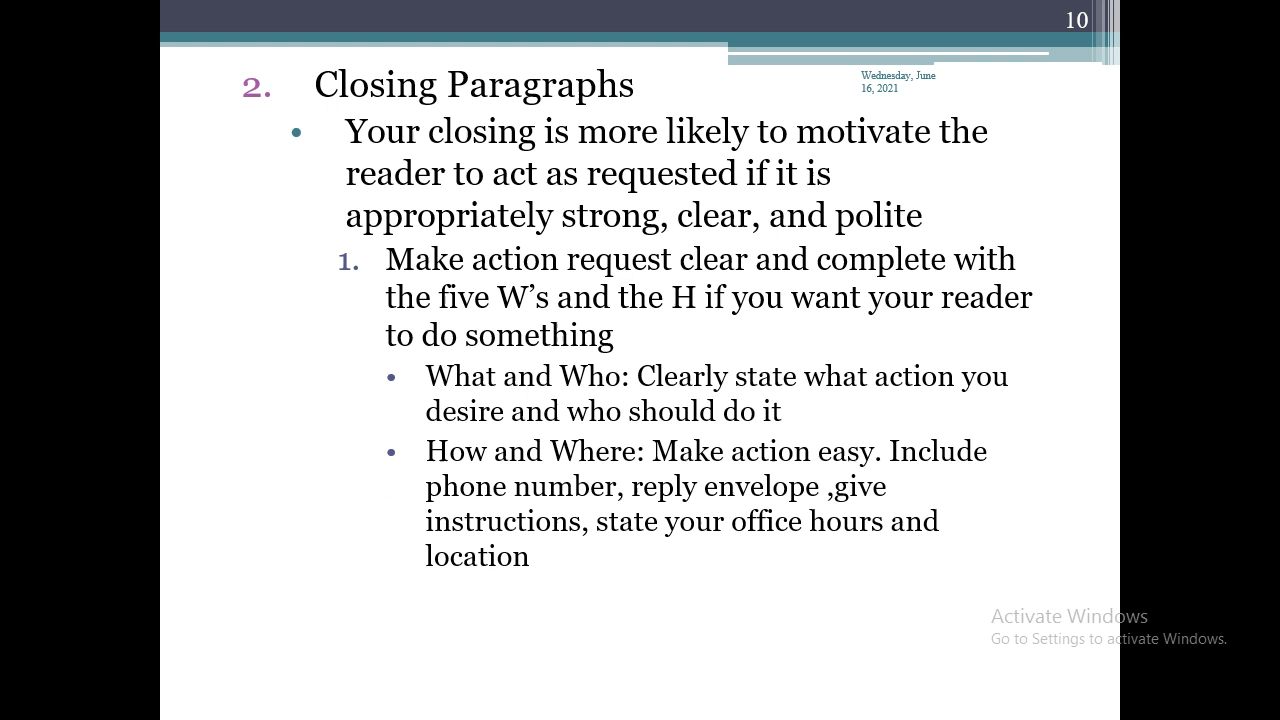 10
Wednesday, June
16, 2021
2. Closing Paragraphs
• Your closing is more likely to motivate the
reader to act as requested if it is
appropriately strong, clear, and polite
1. Make action request clear and complete with
the five W’s and the H if you want your reader
to do something
• What and Who: Clearly state what action you
desire and who should do it
• How and Where: Make action easy. Include
phone number, reply envelope ,give
instructions, state your office hours and
location
Activate Windows
Go to Settings to activate Windows.